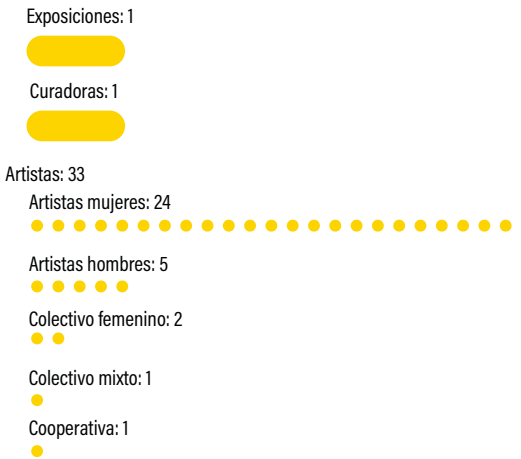 Exposiciones: 1
Curadoras: 1
Artistas: 33
Artistas mujeres: 24
Artistas hombres: 5
Colectivo femenino: 2
Colectivo mixto: 1
Cooperativa: 1